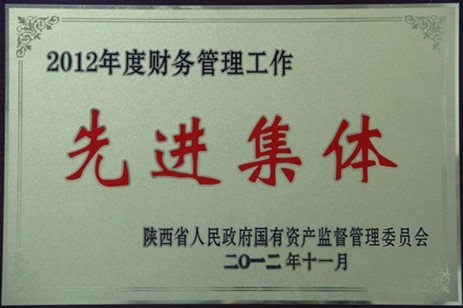 2012年度财务管理工作
先进集体
陕西省人民政府国有资产监督管理委员会
二〇一二年十一月